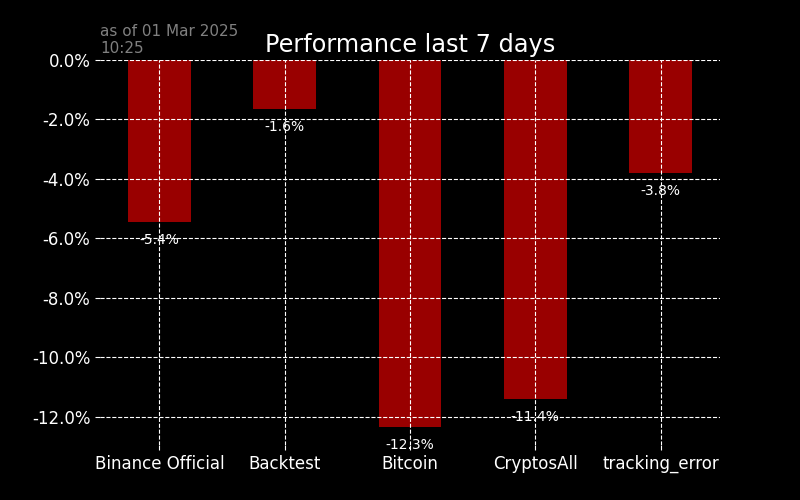 as of 01 Mar 2025
10:25
Performance last 7 days
0.0%
-2.0%
-4.0%
-6.0%
-8.0%
-10.0%
-12.0%
-5.4%
-1.6%
-12.3%
-11.4%
-3.8%
Binance Official
Backtest
Bitcoin
CryptosAll
tracking_error